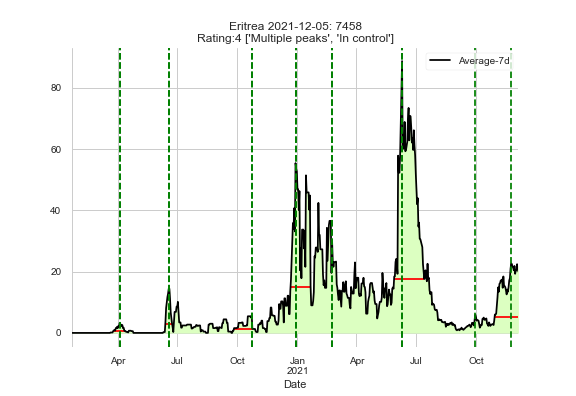 Eritrea 2021-12-05: 7458
Rating:4 ['Multiple peaks', 'In control']
Average-7d
80
60
40
20
0
Apr
Jul
Oct
Jan
2021
Apr
Jul
Oct
Date